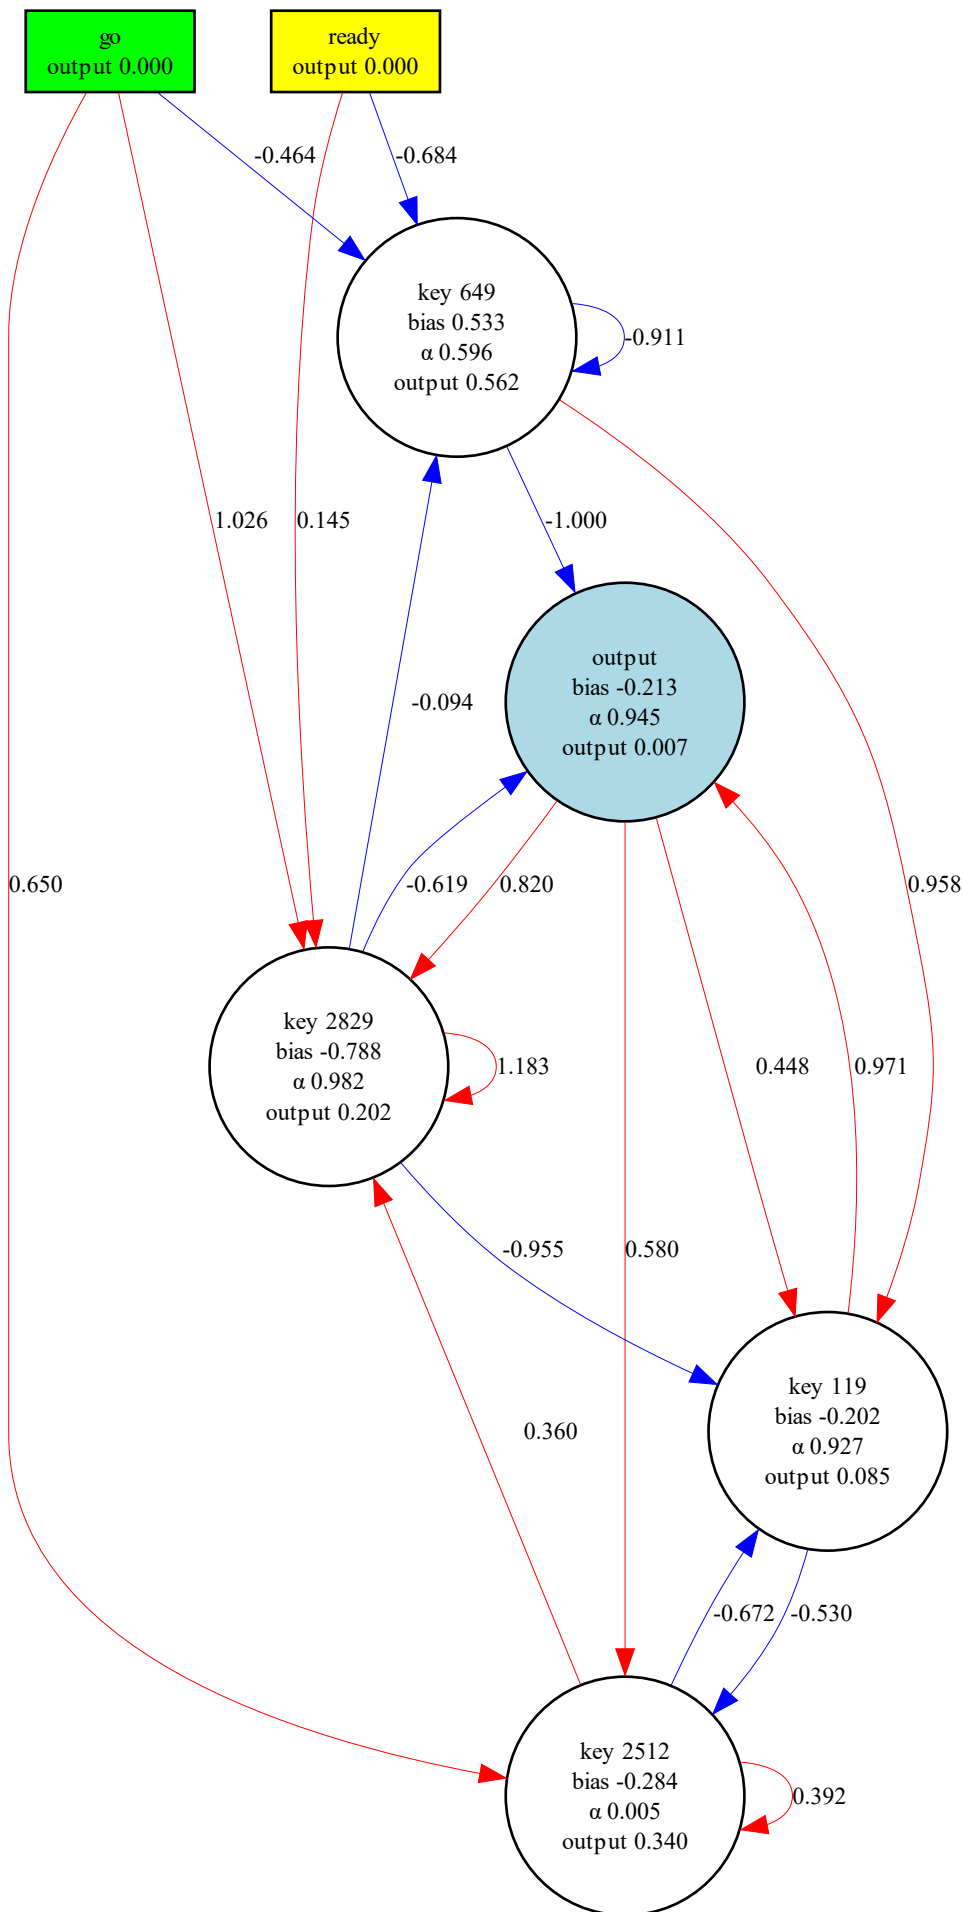 go
output 0.000
ready
output 0.000
-0.464
-0.684
key 649
bias 0.533
α 0.596
output 0.562
-0.911
1.026
0.145
-1.000
output
bias -0.213
α 0.945
output 0.007
-0.094
0.650
-0.619
0.820
0.958
key 2829
bias -0.788
α 0.982
output 0.202
1.183
0.448
0.971
-0.955
0.580
key 119
bias -0.202
α 0.927
output 0.085
0.360
-0.672
-0.530
key 2512
bias -0.284
α 0.005
output 0.340
0.392